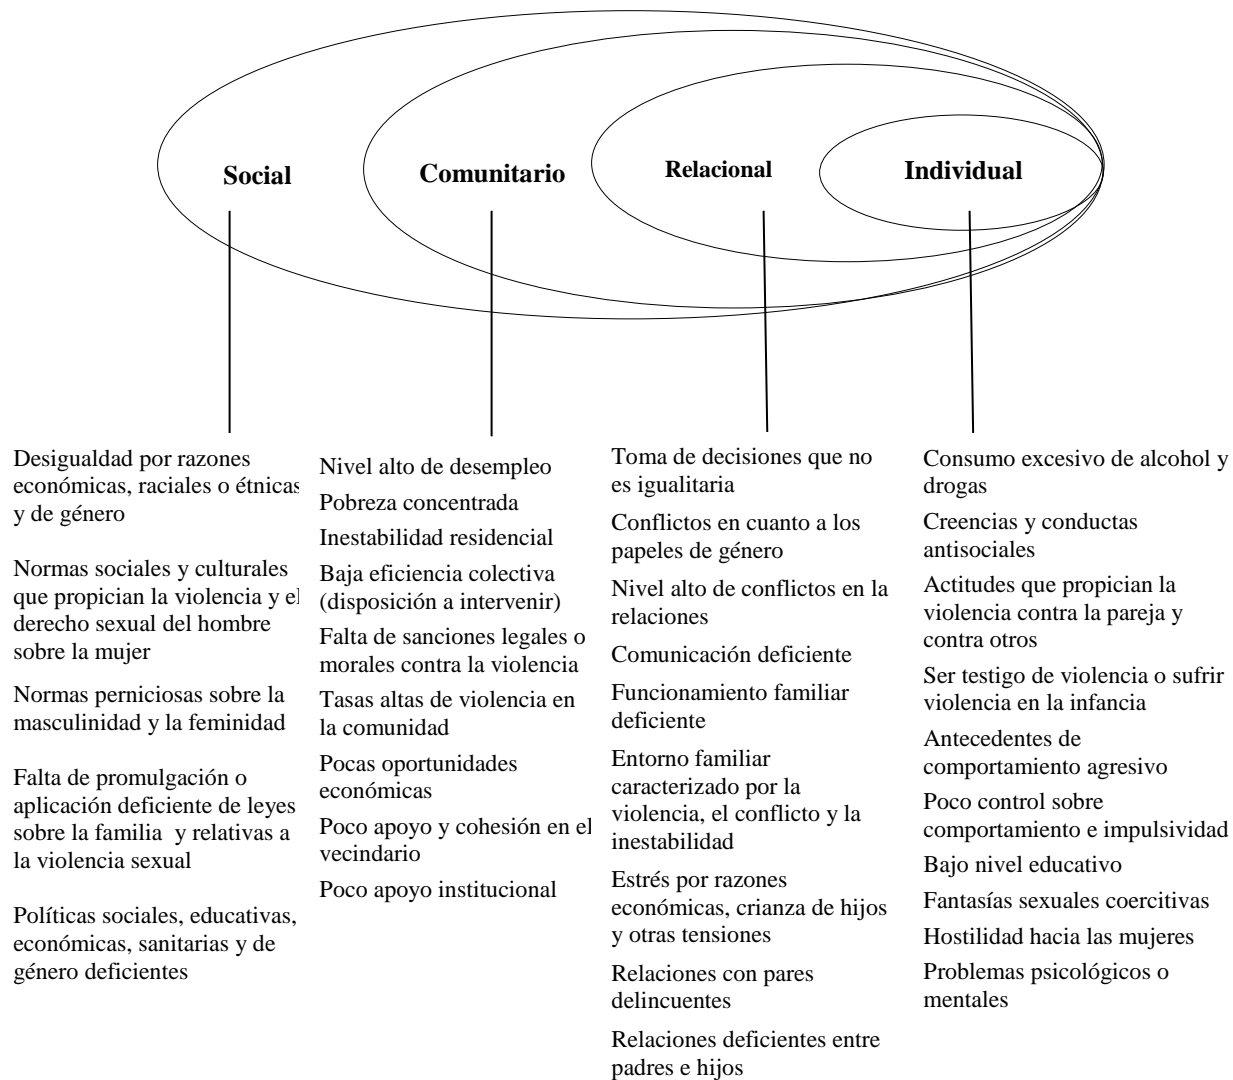 Social
Comunitario
Relacional
Individual
Desigualdad por razones
económicas, raciales o étnicas
y de género
Normas sociales y culturales
que propician la violencia y el
derecho sexual del hombre
sobre la mujer
Normas perniciosas sobre la
masculinidad y la feminidad
Falta de promulgación o
aplicación deficiente de leyes
sobre la familia y relativas a
la violencia sexual
Políticas sociales, educativas,
económicas, sanitarias y de
género deficientes
Nivel alto de desempleo
Pobreza concentrada
Inestabilidad residencial
Baja eficiencia colectiva
(disposición a intervenir)
Falta de sanciones legales o
morales contra la violencia
Tasas altas de violencia en
la comunidad
Pocas oportunidades
económicas
Poco apoyo y cohesión en el
vecindario
Poco apoyo institucional
Toma de decisiones que no
es igualitaria
Conflictos en cuanto a los
papeles de género
Nivel alto de conflictos en la
relaciones
Comunicación deficiente
Funcionamiento familiar
deficiente
Entorno familiar
caracterizado por la
violencia, el conflicto y la
inestabilidad
Estrés por razones
económicas, crianza de hijos
y otras tensiones
Relaciones con pares
delincuentes
Relaciones deficientes entre
padres e hijos
Consumo excesivo de alcohol y
drogas
Creencias y conductas
antisociales
Actitudes que propician la
violencia contra la pareja y
contra otros
Ser testigo de violencia o sufrir
violencia en la infancia
Antecedentes de
comportamiento agresivo
Poco control sobre
comportamiento e impulsividad
Bajo nivel educativo
Fantasías sexuales coercitivas
Hostilidad hacia las mujeres
Problemas psicológicos o
mentales